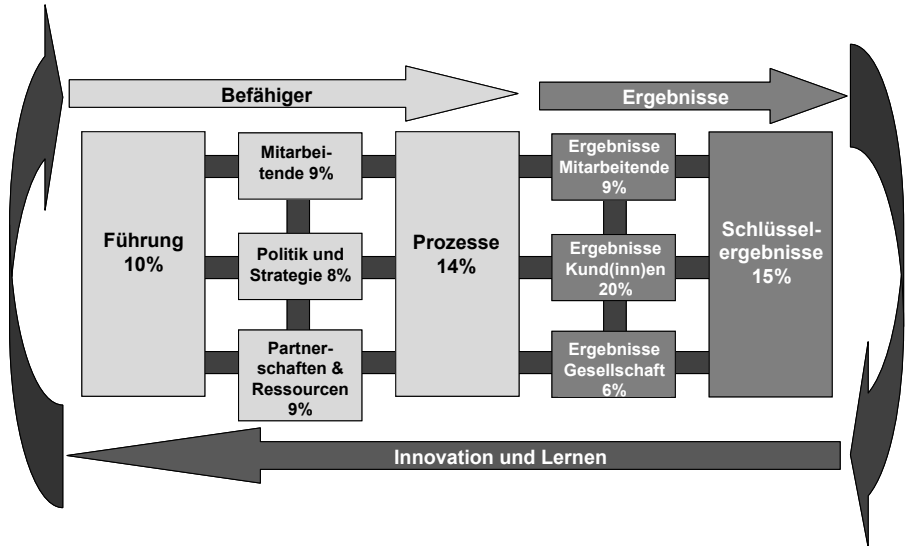 Befähiger
Ergebnisse
Führung
10%
Mitarbei-
tende 9%
Politik und
Strategie 8%
Partner-
schaften &
Ressourcen
9%
Prozesse
14%
Ergebnisse
Mitarbeitende
9%
Ergebnisse
Kund(inn)en
20%
Ergebnisse
Gesellschaft
6%
Schlüssel-
ergebnisse
15%
Innovation und Lernen